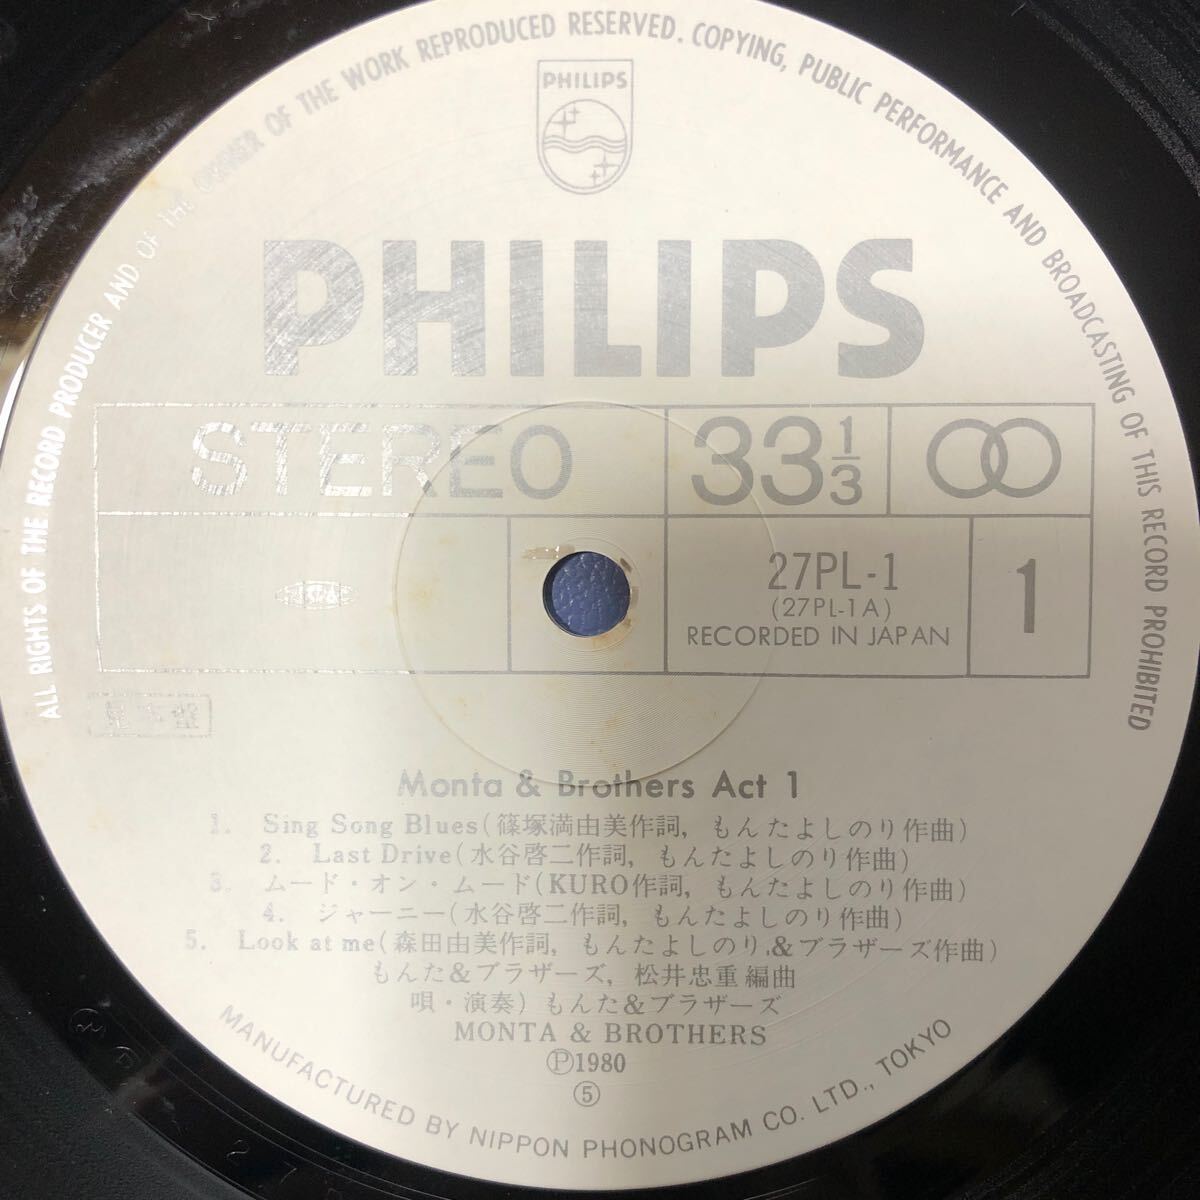 ALL RIGHTS OF THE RECORD PRODUCER AND OF THE OWNER OF THE WORK REPRODUCED RESERVED. COPYING, PUBLIC PERFORMANCE AND BROADCASTING OF THIS RECORD PROHIBITED
PHILIPS
PHILIPS
STEREO
33 1/3
27PL-1
(27PL-1A)
RECORDED IN JAPAN
1
見本盤
Monta & Brothers Act 1
1. Sing Song Blues(篠塚満由美作詞, もんたよしのり作曲)
2. Last Drive(水谷啓二作詞, もんたよしのり作曲)
3. ムード・オン・ムード(KURO作詞, もんたよしのり作曲)
4. ジャーニー(水谷啓二作詞, もんたよしのり作曲)
5. Look at me(森田由美作詞, もんたよしのり,&ブラザーズ作曲)
もんた&ブラザーズ, 松井忠重編曲
唄・演奏) もんた&ブラザーズ
MONTA & BROTHERS
Ⓟ1980
⑤
MANUFACTURED BY NIPPON PHONOGRAM CO. LTD., TOKYO